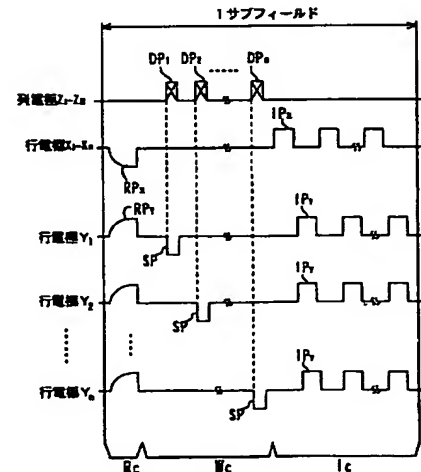 1サブフィールド
DP1 DP2 ‥‥‥ DPn
列電極Z1-Zm
IPX
行電極X1-Xn
RPX
RPY
IPY
行電極Y1
SP
IPY
行電極Y2
SP
IPY
行電極Yn
SP
Rc Wc Ic